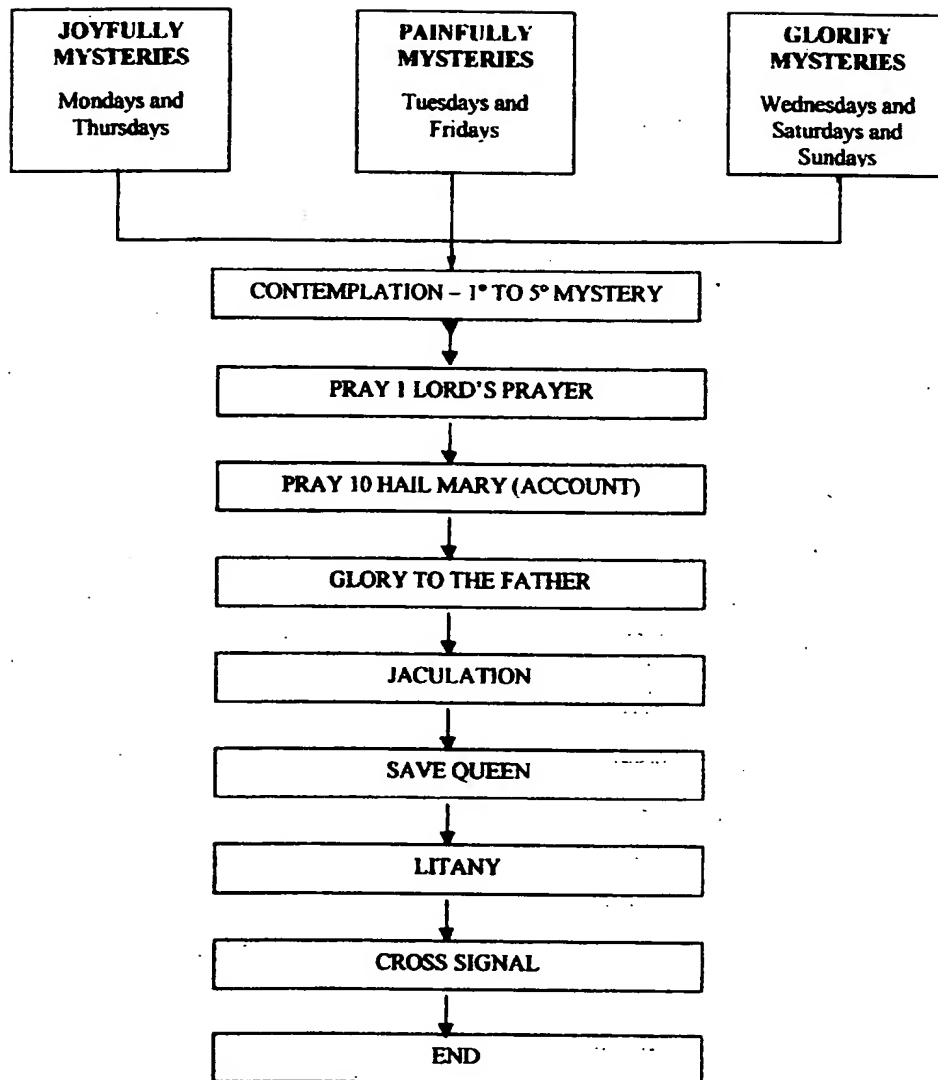 JOYFULLY
MYSTERIES
Mondays and
Thursdays
PAINFULLY
MYSTERIES
Tuesdays and
Fridays
GLORIFY
MYSTERIES
Wednesdays and
Saturdays and
Sundays
CONTEMPLATION – 1° TO 5° MYSTERY
PRAY 1 LORD'S PRAYER
PRAY 10 HAIL MARY (ACCOUNT)
GLORY TO THE FATHER
JACULATION
SAVE QUEEN
LITANY
CROSS SIGNAL
END